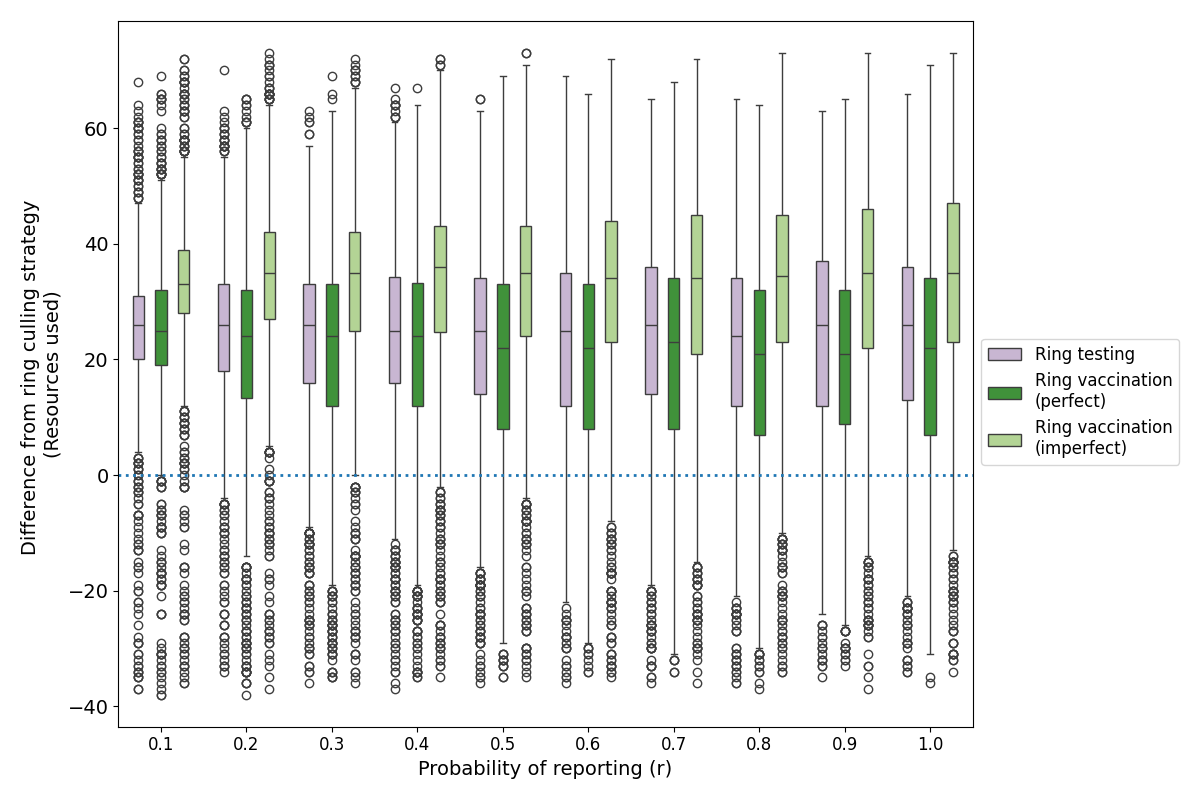 Difference from ring culling strategy
(Resources used)
60
40
20
0
−20
−40
0.1 0.2 0.3 0.4 0.5 0.6 0.7 0.8 0.9 1.0
Probability of reporting (r)
Ring testing
Ring vaccination
(perfect)
Ring vaccination
(imperfect)